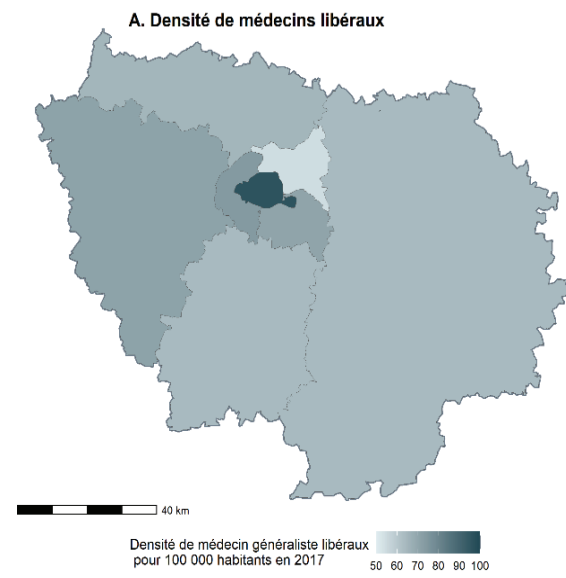 A. Densité de médecins libéraux
40 km
Densité de médecin généraliste libéraux
pour 100 000 habitants en 2017
50 60 70 80 90 100